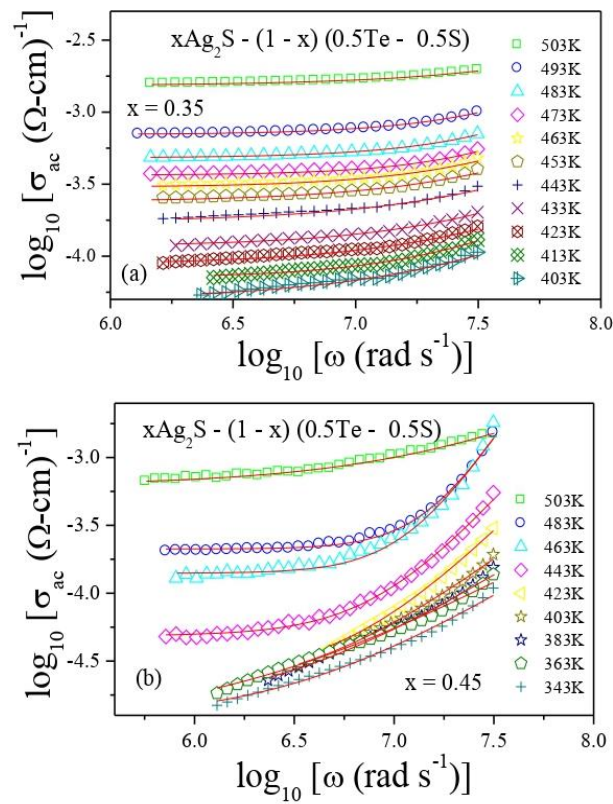 xAg₂S - (1 - x) (0.5Te - 0.5S)
x = 0.35
503K
493K
483K
473K
463K
453K
443K
433K
423K
413K
403K
log₁₀ [σ_ac (Ω-cm)⁻¹]
-2.5
-3.0
-3.5
-4.0
(a)
6.0
6.5
7.0
7.5
8.0
log₁₀ [ω (rad s⁻¹)]
xAg₂S - (1 - x) (0.5Te - 0.5S)
503K
483K
463K
443K
423K
403K
383K
363K
343K
log₁₀ [σ_ac (Ω-cm)⁻¹]
-3.0
-3.5
-4.0
-4.5
(b)
x = 0.45
6.0
6.5
7.0
7.5
8.0
log₁₀ [ω (rad s⁻¹)]